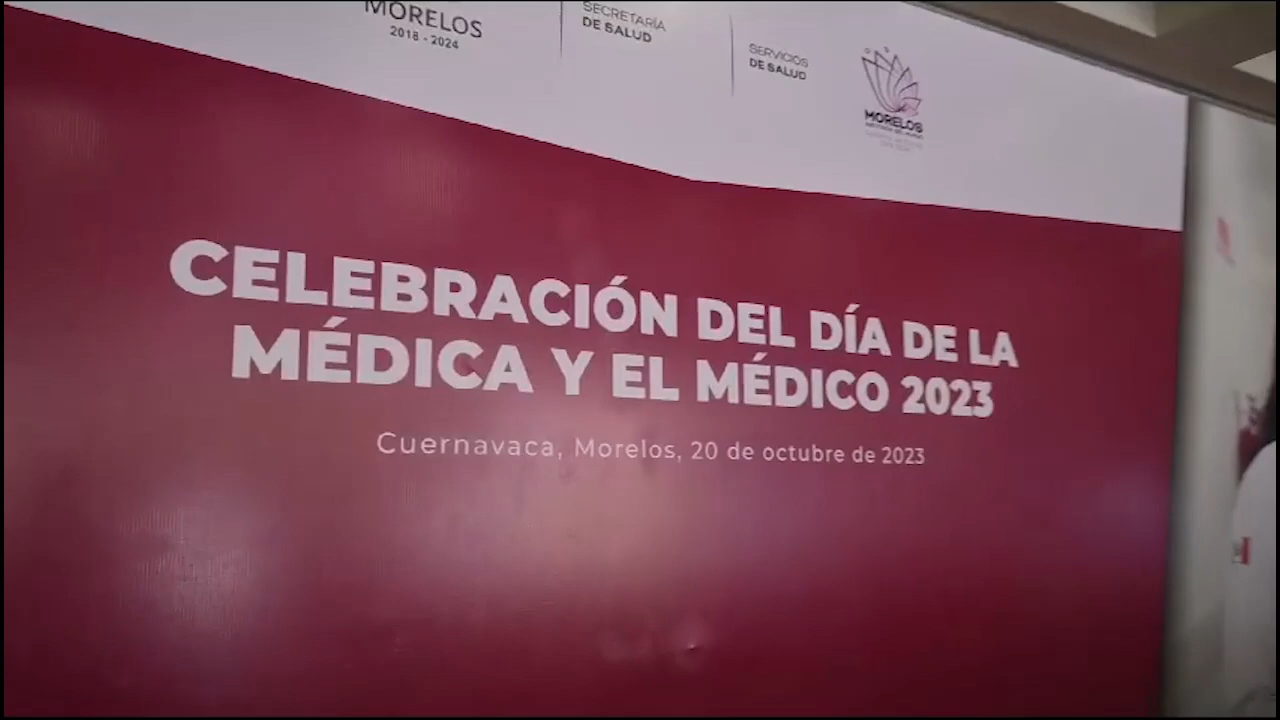 MORELOS
2018 - 2024
SECRETARÍA
DE SALUD
SERVICIOS
DE SALUD
MORELOS
CELEBRACIÓN DEL DÍA DE LA
MÉDICA Y EL MÉDICO 2023
Cuernavaca, Morelos, 20 de octubre de 2023